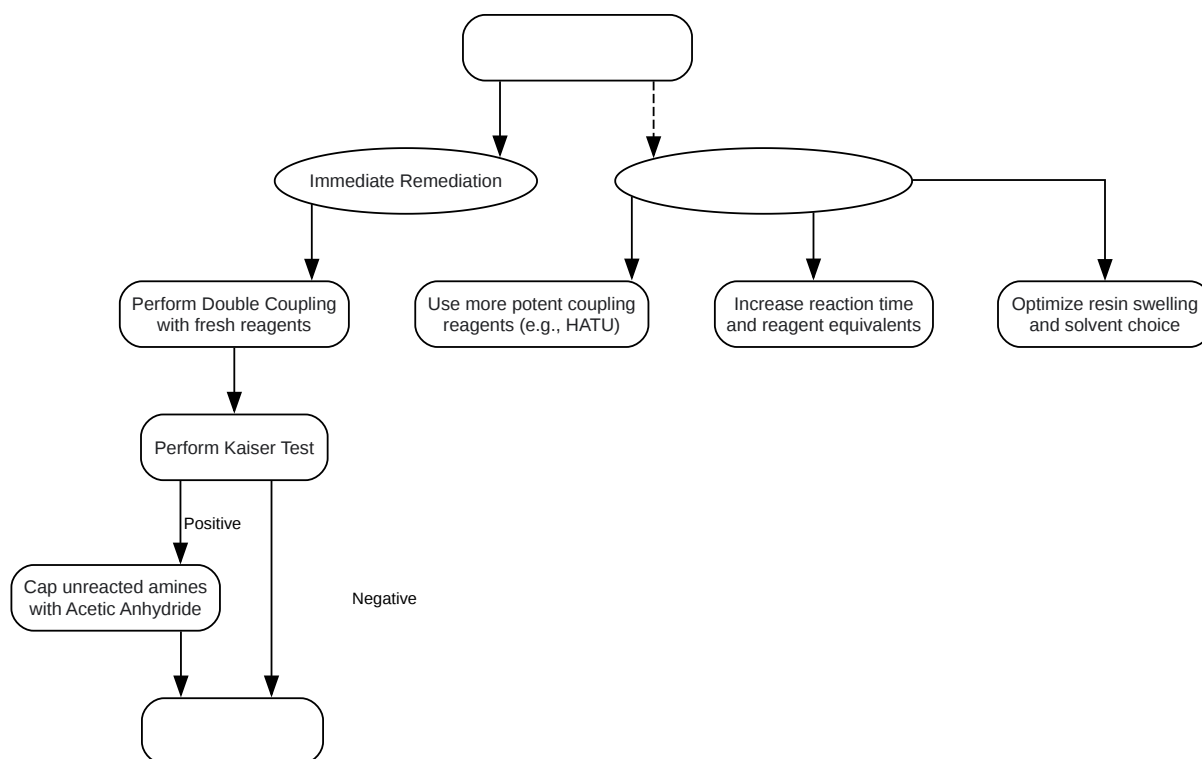 Immediate Remediation
Perform Double Coupling
with fresh reagents
Use more potent coupling
reagents (e.g., HATU)
Increase reaction time
and reagent equivalents
Optimize resin swelling
and solvent choice
Perform Kaiser Test
Positive
Cap unreacted amines
with Acetic Anhydride
Negative